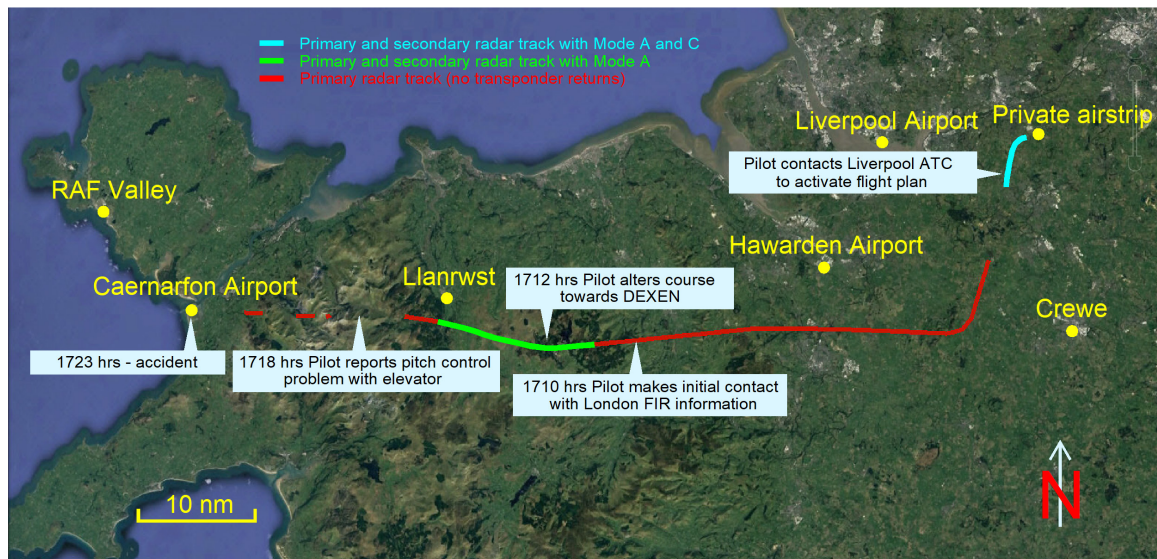 Primary and secondary radar track with Mode A and C
Primary and secondary radar track with Mode A
Primary radar track (no transponder returns)
Liverpool Airport
Private airstrip
Pilot contacts Liverpool ATC
to activate flight plan
RAF Valley
Hawarden Airport
Caernarfon Airport
Llanrwst
1712 hrs Pilot alters course
towards DEXEN
Crewe
1723 hrs - accident
1718 hrs Pilot reports pitch control
problem with elevator
1710 hrs Pilot makes initial contact
with London FIR information
10 nm
N